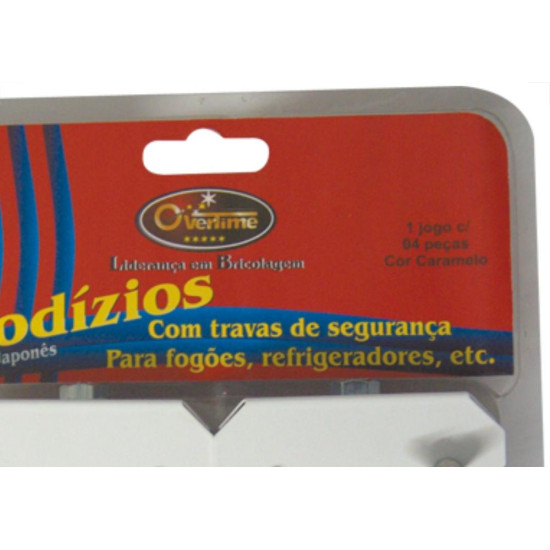 Overtime
Liderança em Bricolagem
1 jogo c/
04 peças
Cor Caramelo
odízios
Japonês
Com travas de segurança
Para fogões, refrigeradores, etc.